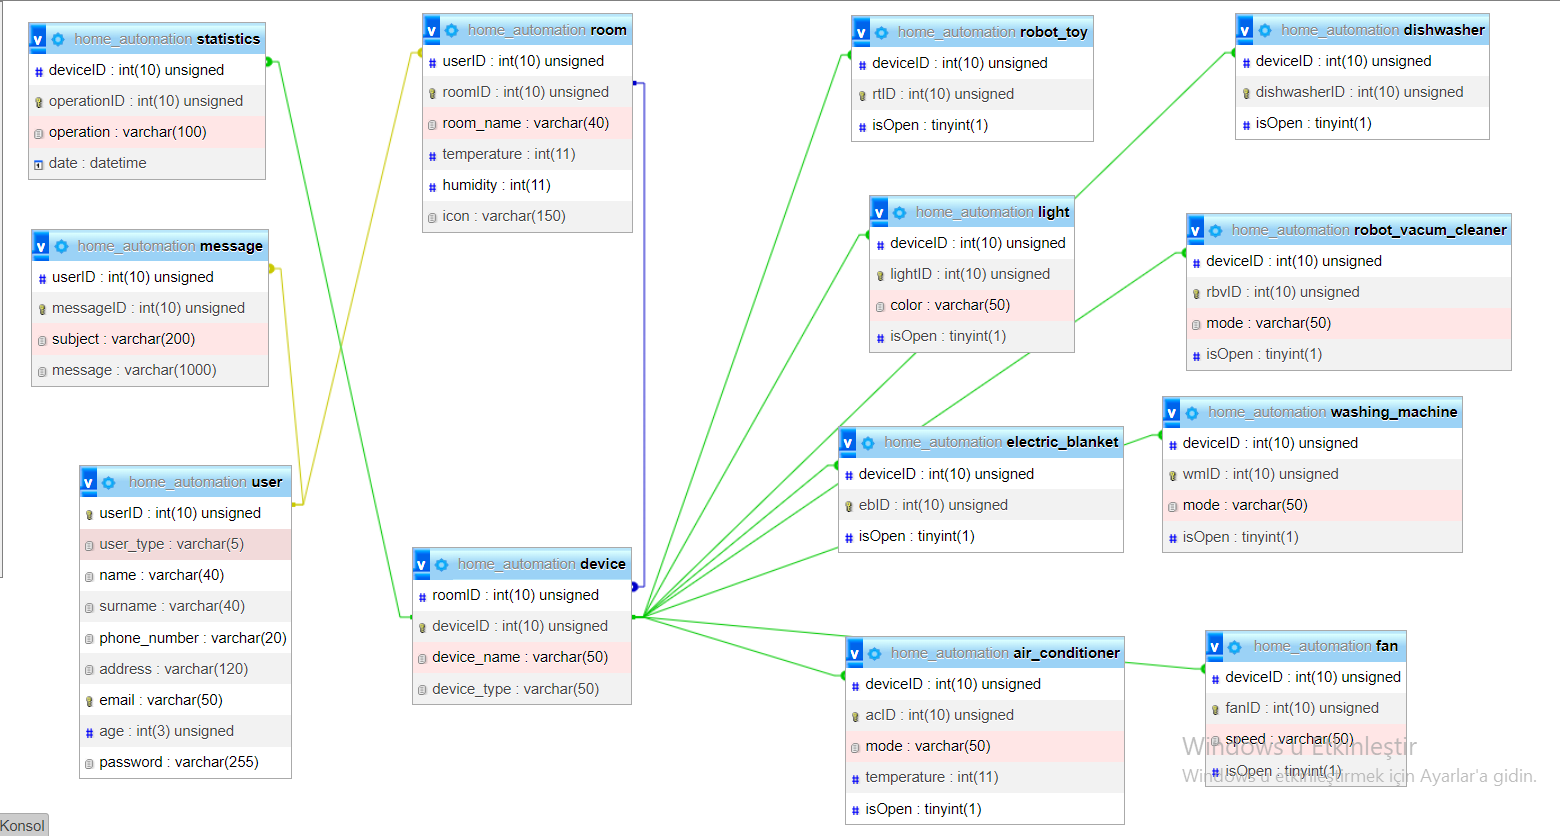 home_automation statistics
deviceID : int(10) unsigned
operationID : int(10) unsigned
operation : varchar(100)
date : datetime
home_automation message
userID : int(10) unsigned
messageID : int(10) unsigned
subject : varchar(200)
message : varchar(1000)
home_automation user
userID : int(10) unsigned
user_type : varchar(5)
name : varchar(40)
surname : varchar(40)
phone_number : varchar(20)
address : varchar(120)
email : varchar(50)
age : int(3) unsigned
password : varchar(255)
home_automation room
userID : int(10) unsigned
roomID : int(10) unsigned
room_name : varchar(40)
temperature : int(11)
humidity : int(11)
icon : varchar(150)
home_automation device
roomID : int(10) unsigned
deviceID : int(10) unsigned
device_name : varchar(50)
device_type : varchar(50)
home_automation robot_toy
deviceID : int(10) unsigned
rtID : int(10) unsigned
isOpen : tinyint(1)
home_automation light
deviceID : int(10) unsigned
lightID : int(10) unsigned
color : varchar(50)
isOpen : tinyint(1)
home_automation electric_blanket
deviceID : int(10) unsigned
ebID : int(10) unsigned
isOpen : tinyint(1)
home_automation air_conditioner
deviceID : int(10) unsigned
acID : int(10) unsigned
mode : varchar(50)
temperature : int(11)
isOpen : tinyint(1)
home_automation dishwasher
deviceID : int(10) unsigned
dishwasherID : int(10) unsigned
isOpen : tinyint(1)
home_automation robot_vacum_cleaner
deviceID : int(10) unsigned
rbvID : int(10) unsigned
mode : varchar(50)
isOpen : tinyint(1)
home_automation washing_machine
deviceID : int(10) unsigned
wmID : int(10) unsigned
mode : varchar(50)
isOpen : tinyint(1)
home_automation fan
deviceID : int(10) unsigned
fanID : int(10) unsigned
speed : varchar(50)
isOpen : tinyint(1)
Windows'u Etkinleştir
Windows'u etkinleştirmek için Ayarlar'a gidin.
Konsol